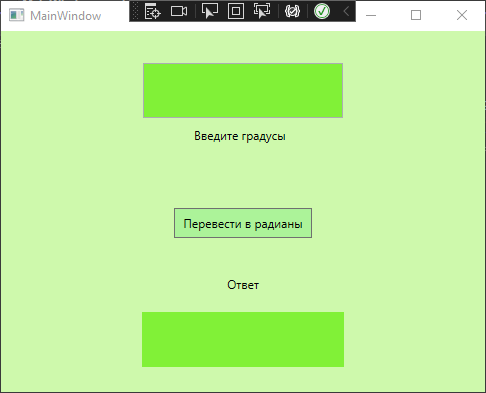 MainWindow
Введите градусы
Перевести в радианы
Ответ